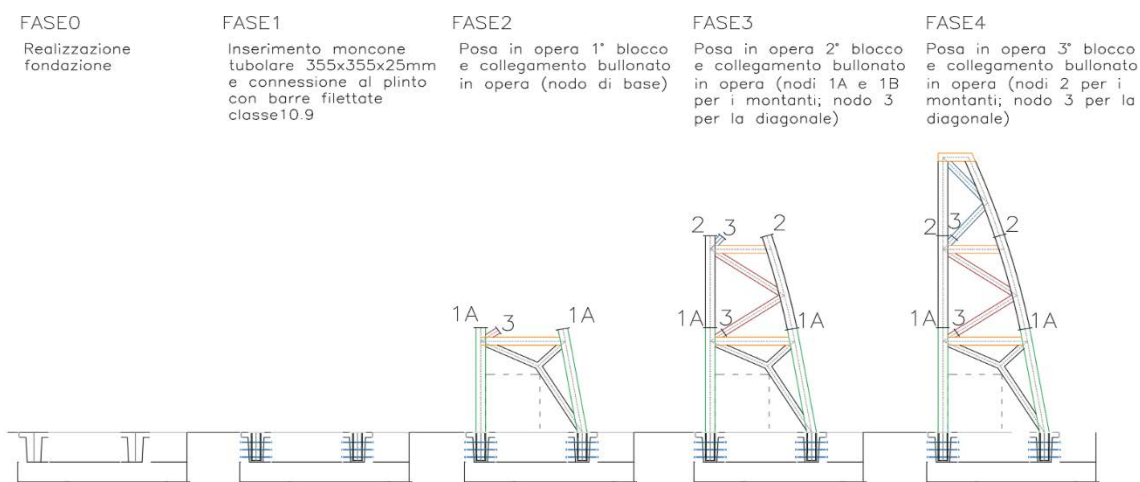 FASE0
Realizzazione
fondazione
FASE1
Inserimento moncone
tubolare 355x355x25mm
e connessione al plinto
con barre filettate
classe10.9
FASE2
Posa in opera 1° blocco
e collegamento bullonato
in opera (nodo di base)
FASE3
Posa in opera 2° blocco
e collegamento bullonato
in opera (nodi 1A e 1B
per i montanti; nodo 3
per la diagonale)
FASE4
Posa in opera 3° blocco
e collegamento bullonato
in opera (nodi 2 per i
montanti; nodo 3 per la
diagonale)
1A
3
1A
2
3
2
1A
3
1A
2
3
2
1A
3
1A